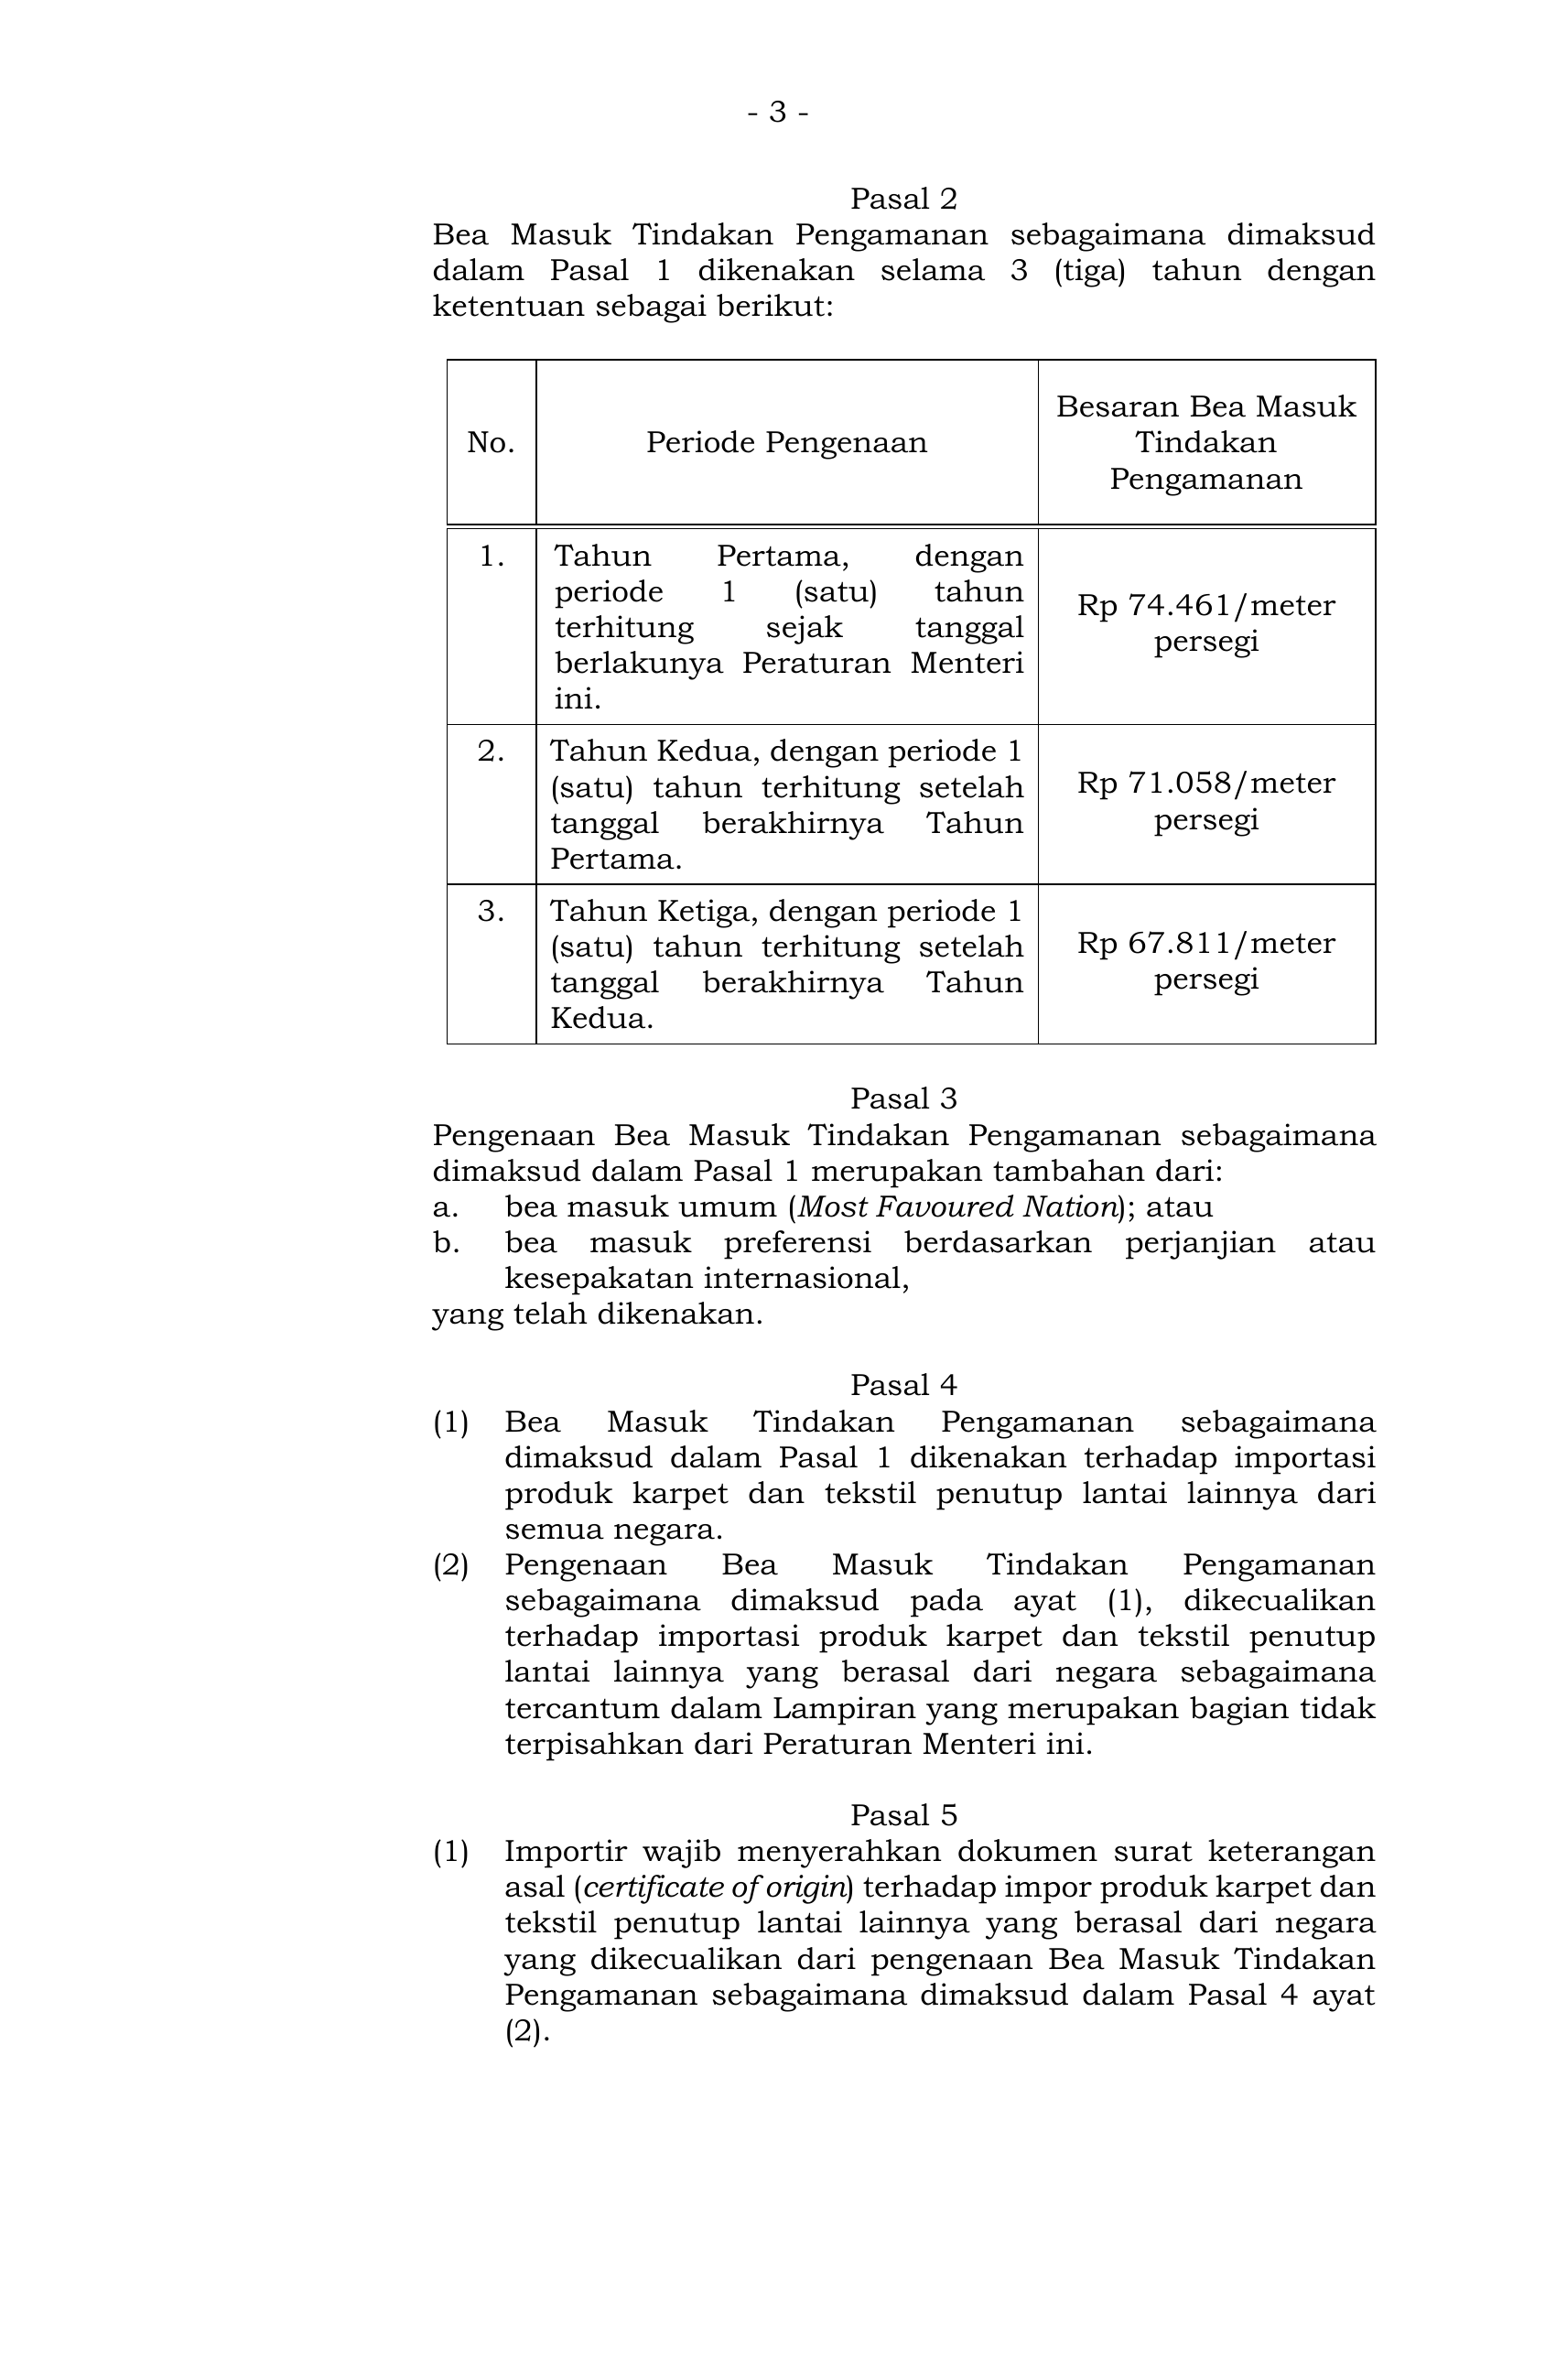 - 3 -
Pasal 2
Bea Masuk Tindakan Pengamanan sebagaimana dimaksud
dalam Pasal 1 dikenakan selama 3 (tiga) tahun dengan
ketentuan sebagai berikut:
No.
Periode Pengenaan
Besaran Bea Masuk
Tindakan
Pengamanan
1.
Tahun Pertama, dengan
periode 1 (satu) tahun
terhitung sejak tanggal
berlakunya Peraturan Menteri
ini.
Rp 74.461/meter
persegi
2.
Tahun Kedua, dengan periode 1
(satu) tahun terhitung setelah
tanggal berakhirnya Tahun
Pertama.
Rp 71.058/meter
persegi
3.
Tahun Ketiga, dengan periode 1
(satu) tahun terhitung setelah
tanggal berakhirnya Tahun
Kedua.
Rp 67.811/meter
persegi
Pasal 3
Pengenaan Bea Masuk Tindakan Pengamanan sebagaimana
dimaksud dalam Pasal 1 merupakan tambahan dari:
a. bea masuk umum (Most Favoured Nation); atau
b. bea masuk preferensi berdasarkan perjanjian atau
kesepakatan internasional,
yang telah dikenakan.
Pasal 4
(1) Bea Masuk Tindakan Pengamanan sebagaimana
dimaksud dalam Pasal 1 dikenakan terhadap importasi
produk karpet dan tekstil penutup lantai lainnya dari
semua negara.
(2) Pengenaan Bea Masuk Tindakan Pengamanan
sebagaimana dimaksud pada ayat (1), dikecualikan
terhadap importasi produk karpet dan tekstil penutup
lantai lainnya yang berasal dari negara sebagaimana
tercantum dalam Lampiran yang merupakan bagian tidak
terpisahkan dari Peraturan Menteri ini.
Pasal 5
(1) Importir wajib menyerahkan dokumen surat keterangan
asal (certificate of origin) terhadap impor produk karpet dan
tekstil penutup lantai lainnya yang berasal dari negara
yang dikecualikan dari pengenaan Bea Masuk Tindakan
Pengamanan sebagaimana dimaksud dalam Pasal 4 ayat
(2).